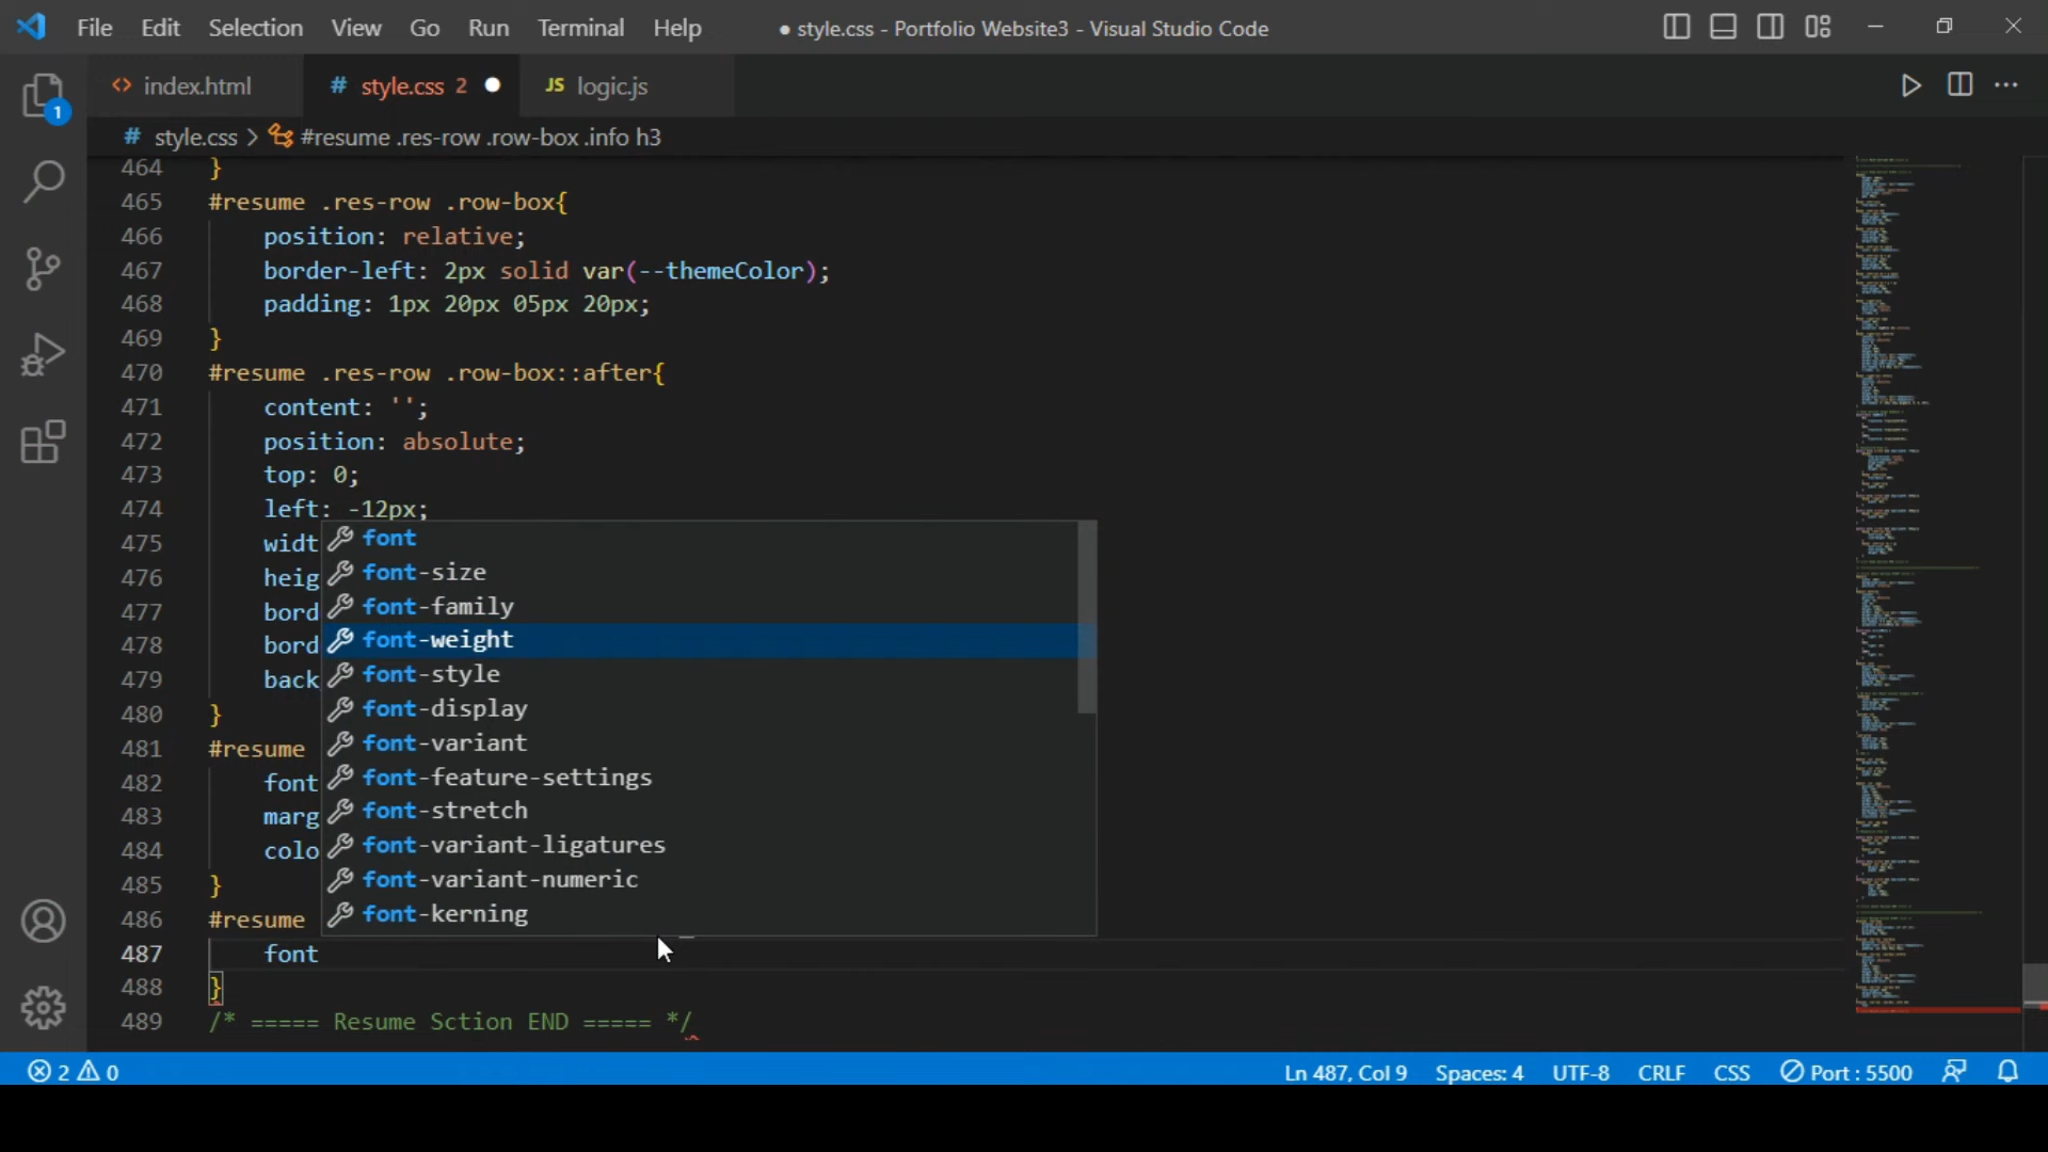 File Edit Selection View Go Run Terminal Help ● style.css - Portfolio Website3 - Visual Studio Code
<> index.html # style.css 2 ● JS logic.js
# style.css > #resume .res-row .row-box .info h3
464 }
465 #resume .res-row .row-box{
466 position: relative;
467 border-left: 2px solid var(--themeColor);
468 padding: 1px 20px 05px 20px;
469 }
470 #resume .res-row .row-box::after{
471 content: '';
472 position: absolute;
473 top: 0;
474 left: -12px;
475 widt
476 heig
477 bord
478 bord
479 back
480 }
481 #resume
482 font
483 marg
484 colo
485 }
486 #resume
487 font
488 }
489 /* ===== Resume Sction END ===== */
font
font-size
font-family
font-weight
font-style
font-display
font-variant
font-feature-settings
font-stretch
font-variant-ligatures
font-variant-numeric
font-kerning
1
2 0 Ln 487, Col 9 Spaces: 4 UTF-8 CRLF CSS Port : 5500